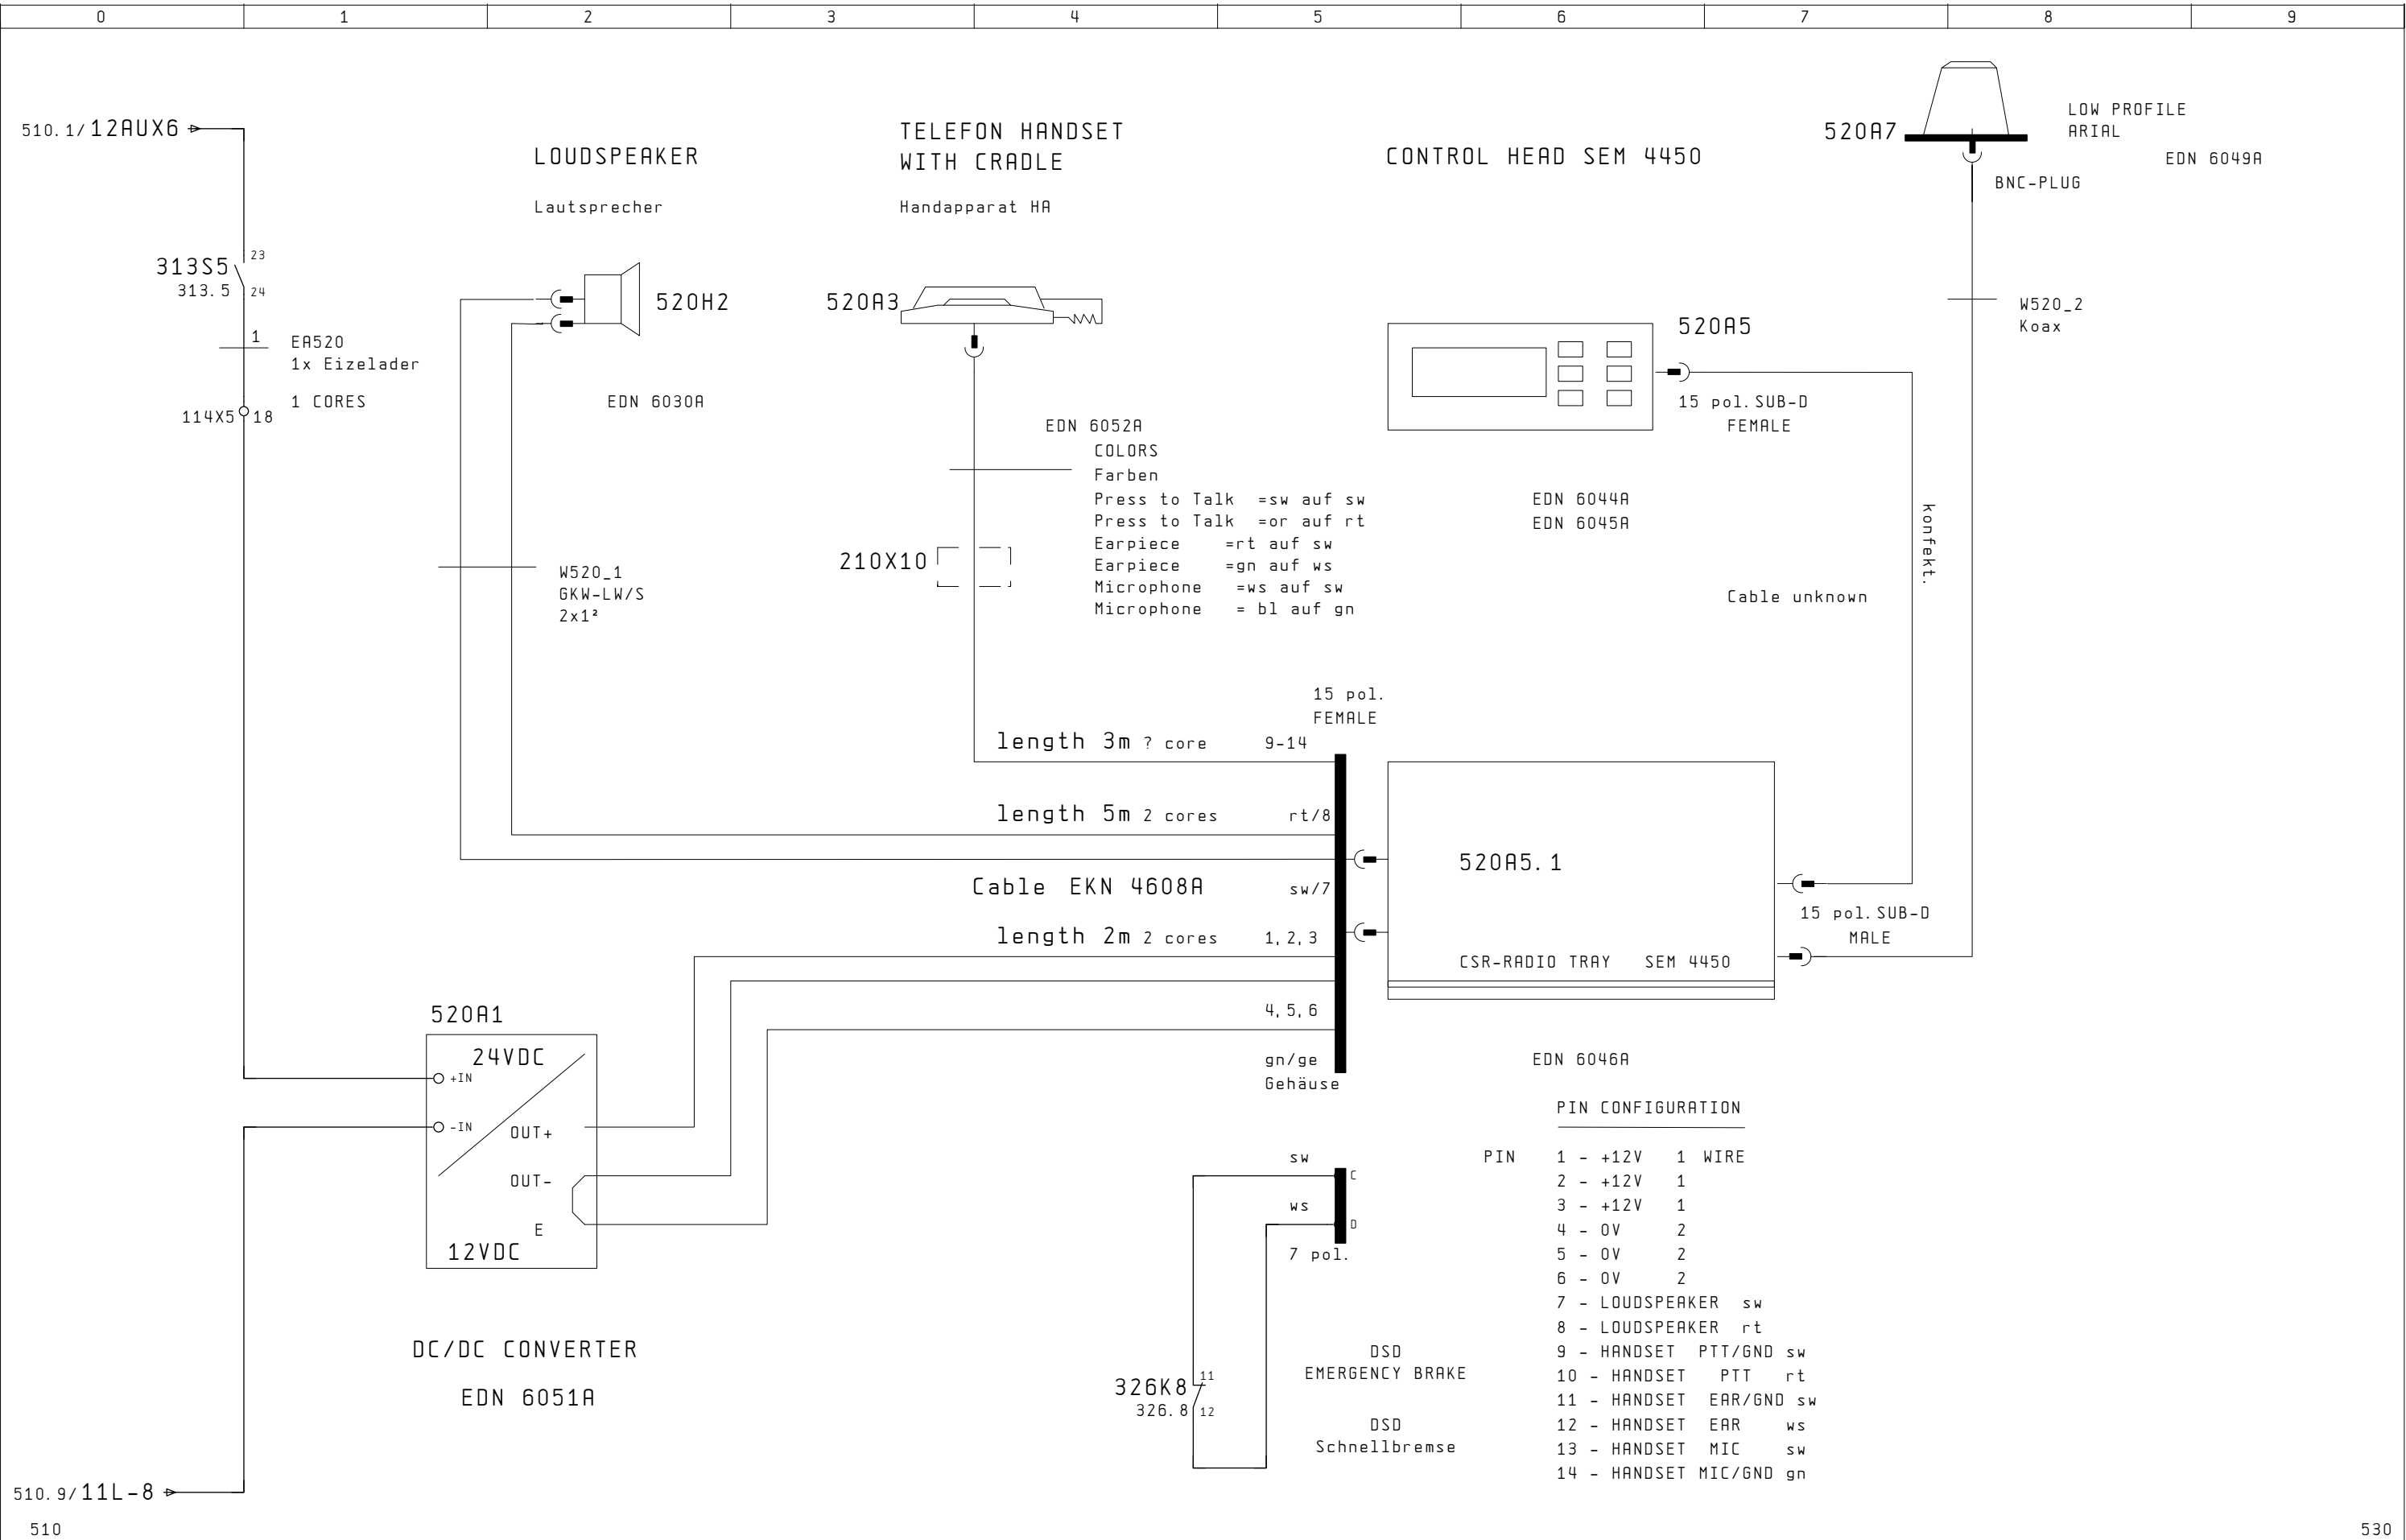 0 1 2 3 4 5 6 7 8 9
510.1/12AUX6
313S5
313.5
23
24
1
EA520
1x Eizelader
1 CORES
114X5
18
LOUDSPEAKER
Lautsprecher
520H2
EDN 6030A
W520_1
GKW-LW/S
2x1²
TELEFON HANDSET
WITH CRADLE
Handapparat HA
520A3
EDN 6052A
COLORS
Farben
Press to Talk =sw auf sw
Press to Talk =or auf rt
Earpiece =rt auf sw
Earpiece =gn auf ws
Microphone =ws auf sw
Microphone = bl auf gn
210X10
CONTROL HEAD SEM 4450
520A5
15 pol.SUB-D
FEMALE
EDN 6044A
EDN 6045A
konfekt.
Cable unknown
520A7
LOW PROFILE
ARIAL
EDN 6049A
BNC-PLUG
W520_2
Koax
15 pol.
FEMALE
length 3m ? core 9-14
length 5m 2 cores rt/8
Cable EKN 4608A sw/7
length 2m 2 cores 1,2,3
4,5,6
gn/ge
Gehäuse
520A5.1
CSR-RADIO TRAY SEM 4450
15 pol.SUB-D
MALE
EDN 6046A
520A1
24VDC
+IN
-IN
OUT+
OUT-
E
12VDC
DC/DC CONVERTER
EDN 6051A
sw
C
ws
D
7 pol.
326K8
326.8
11
12
DSD
EMERGENCY BRAKE
DSD
Schnellbremse
PIN CONFIGURATION
PIN 1 - +12V 1 WIRE
2 - +12V 1
3 - +12V 1
4 - 0V 2
5 - 0V 2
6 - 0V 2
7 - LOUDSPEAKER sw
8 - LOUDSPEAKER rt
9 - HANDSET PTT/GND sw
10 - HANDSET PTT rt
11 - HANDSET EAR/GND sw
12 - HANDSET EAR ws
13 - HANDSET MIC sw
14 - HANDSET MIC/GND gn
510.9/11L-8
510
530